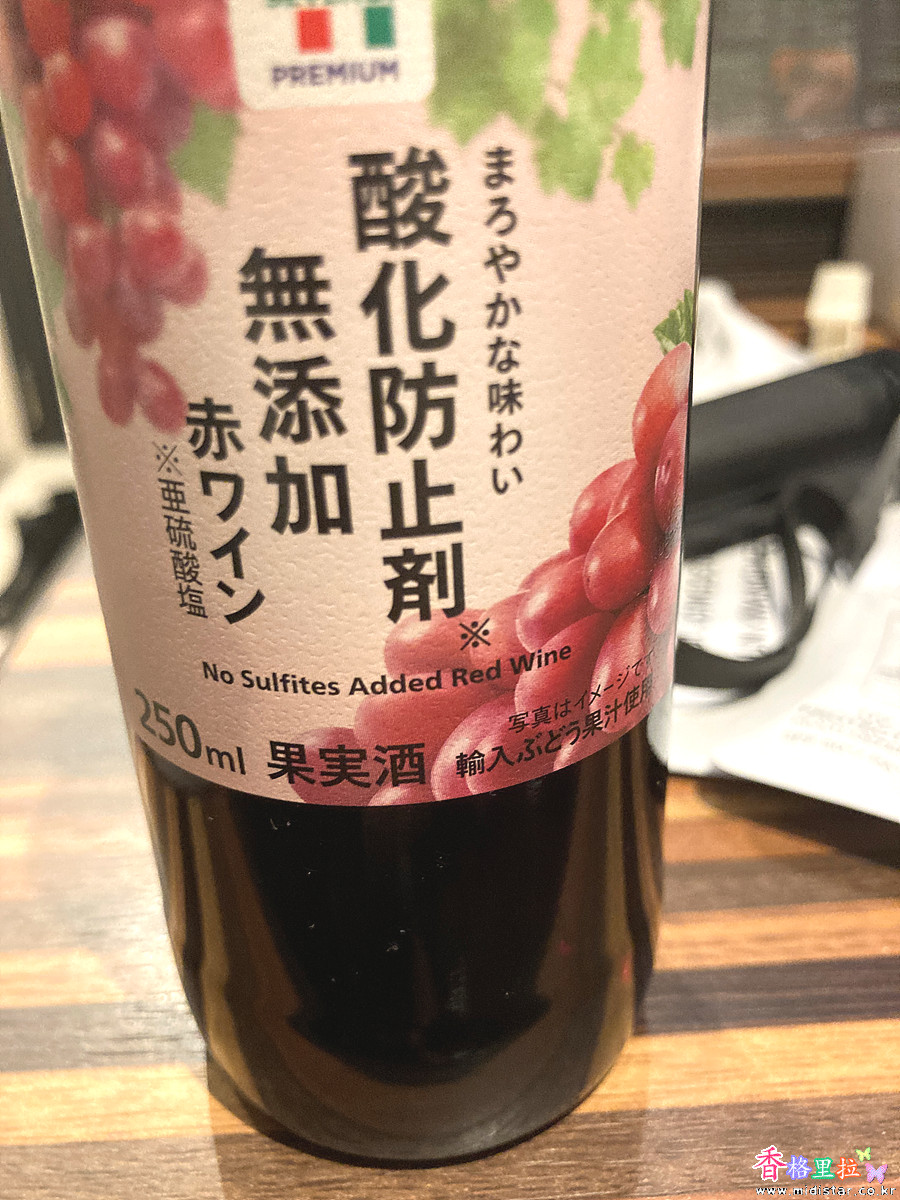 PREMIUM
まろやかな味わい
酸化防止剤※
無添加
赤ワイン
※亜硫酸塩
No Sulfites Added Red Wine
写真はイメージです
250ml 果実酒 輸入ぶどう果汁使用
香格里拉
www.midistar.co.kr